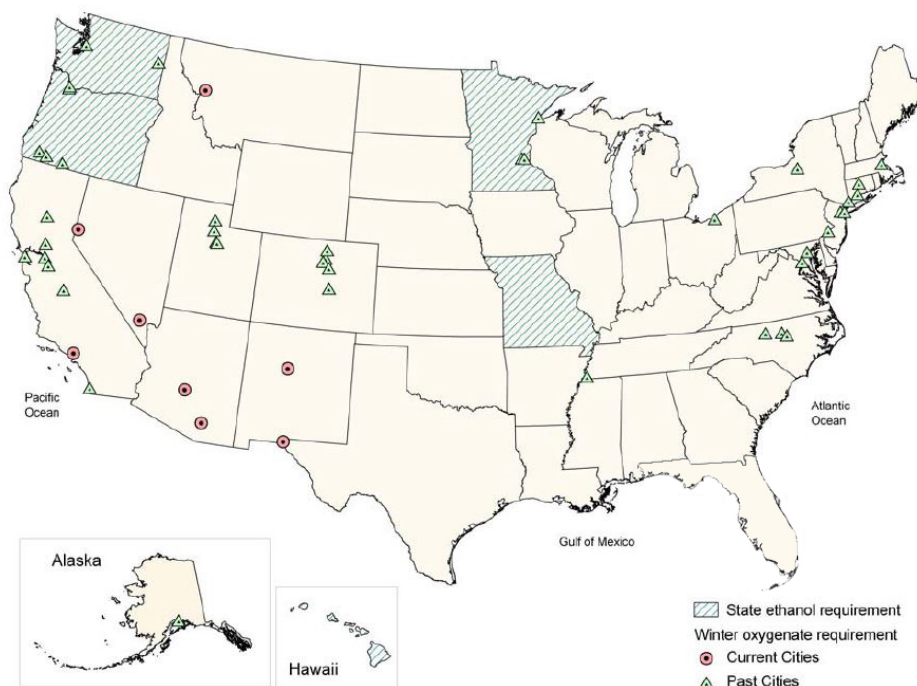 Pacific
Ocean
Atlantic
Ocean
Gulf of Mexico
Alaska
Hawaii
State ethanol requirement
Winter oxygenate requirement
Current Cities
Past Cities